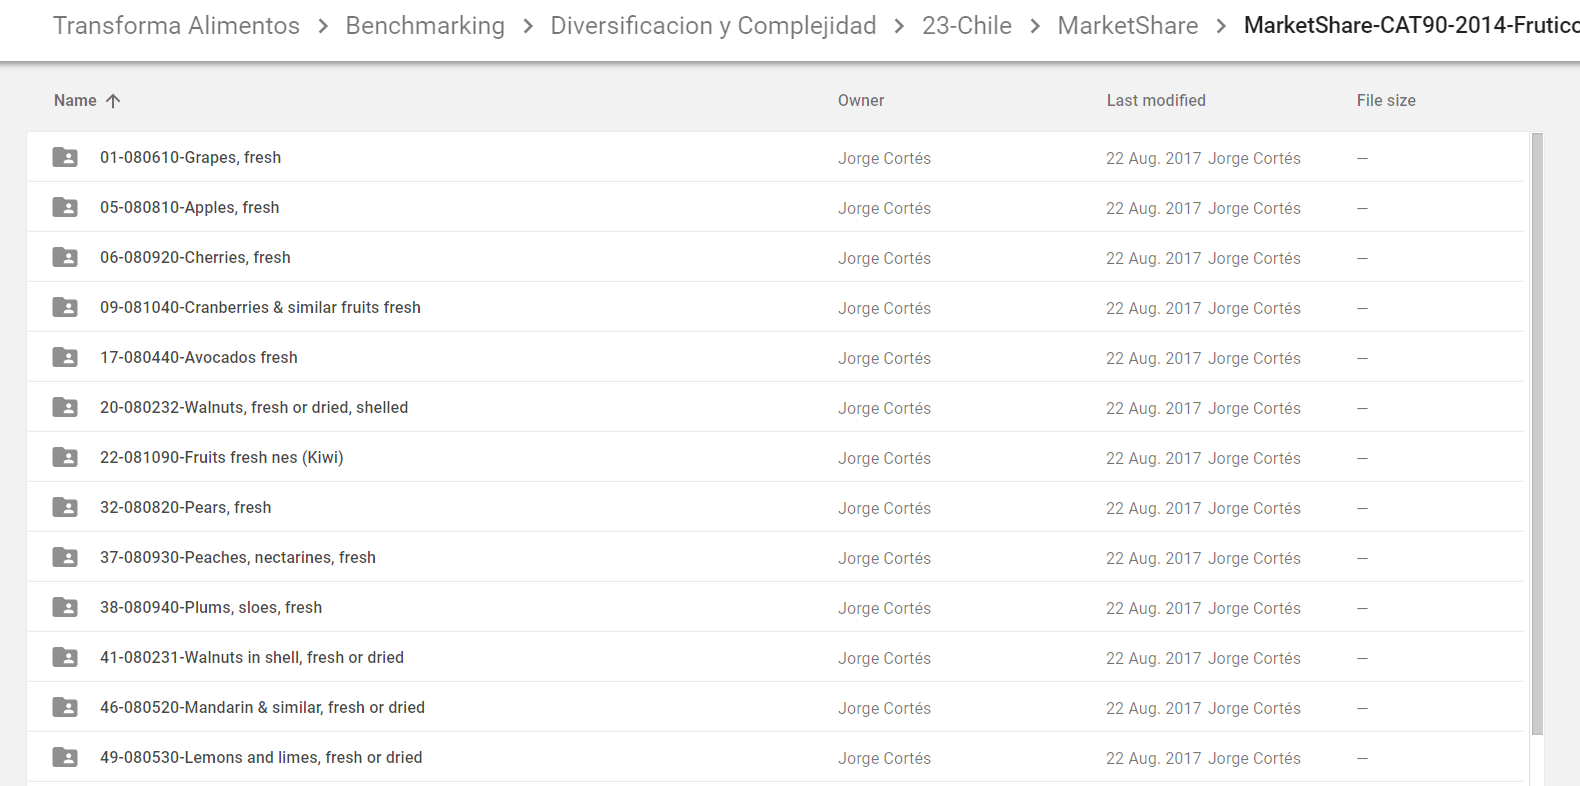 Transforma Alimentos > Benchmarking > Diversificacion y Complejidad > 23-Chile > MarketShare > MarketShare-CAT90-2014-Frutico
Name Owner Last modified File size
01-080610-Grapes, fresh Jorge Cortés 22 Aug. 2017 Jorge Cortés —
05-080810-Apples, fresh Jorge Cortés 22 Aug. 2017 Jorge Cortés —
06-080920-Cherries, fresh Jorge Cortés 22 Aug. 2017 Jorge Cortés —
09-081040-Cranberries & similar fruits fresh Jorge Cortés 22 Aug. 2017 Jorge Cortés —
17-080440-Avocados fresh Jorge Cortés 22 Aug. 2017 Jorge Cortés —
20-080232-Walnuts, fresh or dried, shelled Jorge Cortés 22 Aug. 2017 Jorge Cortés —
22-081090-Fruits fresh nes (Kiwi) Jorge Cortés 22 Aug. 2017 Jorge Cortés —
32-080820-Pears, fresh Jorge Cortés 22 Aug. 2017 Jorge Cortés —
37-080930-Peaches, nectarines, fresh Jorge Cortés 22 Aug. 2017 Jorge Cortés —
38-080940-Plums, sloes, fresh Jorge Cortés 22 Aug. 2017 Jorge Cortés —
41-080231-Walnuts in shell, fresh or dried Jorge Cortés 22 Aug. 2017 Jorge Cortés —
46-080520-Mandarin & similar, fresh or dried Jorge Cortés 22 Aug. 2017 Jorge Cortés —
49-080530-Lemons and limes, fresh or dried Jorge Cortés 22 Aug. 2017 Jorge Cortés —